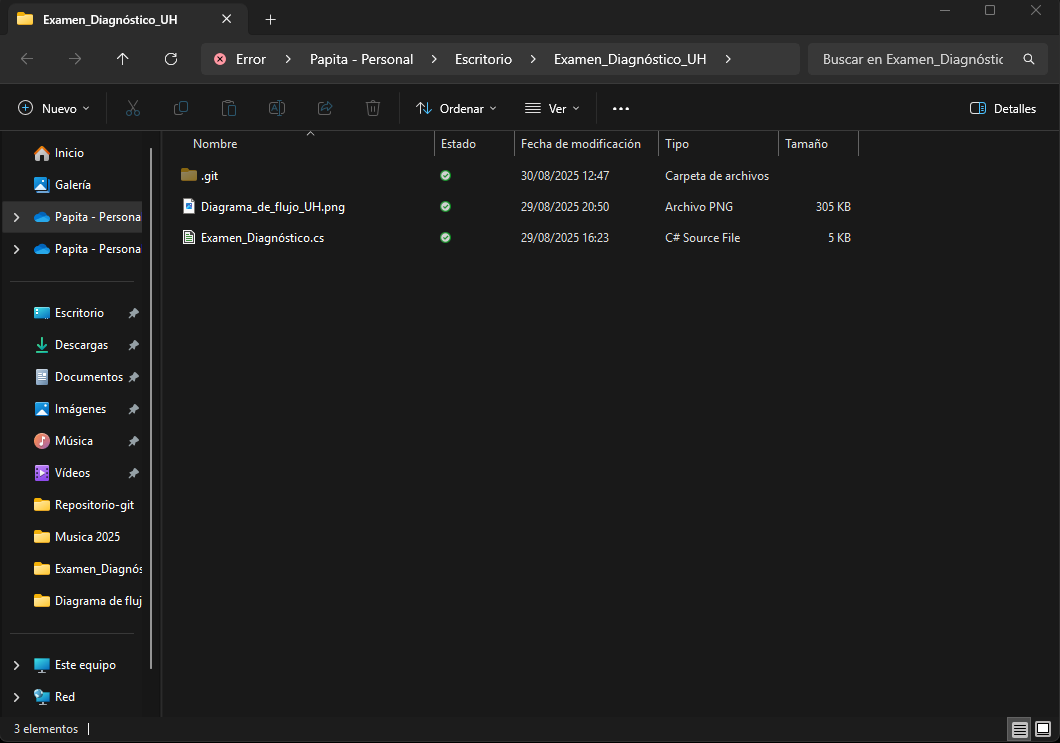 Examen_Diagnóstico_UH
Error > Papita - Personal > Escritorio > Examen_Diagnóstico_UH >
Buscar en Examen_Diagnóstic
Nuevo
Ordenar
Ver
Detalles
Nombre Estado Fecha de modificación Tipo Tamaño
.git 30/08/2025 12:47 Carpeta de archivos
Diagrama_de_flujo_UH.png 29/08/2025 20:50 Archivo PNG 305 KB
Examen_Diagnóstico.cs 29/08/2025 16:23 C# Source File 5 KB
Inicio
Galería
Papita - Persona
Papita - Persona
Escritorio
Descargas
Documentos
Imágenes
Música
Vídeos
Repositorio-git
Musica 2025
Examen_Diagnós
Diagrama de fluj
Este equipo
Red
3 elementos